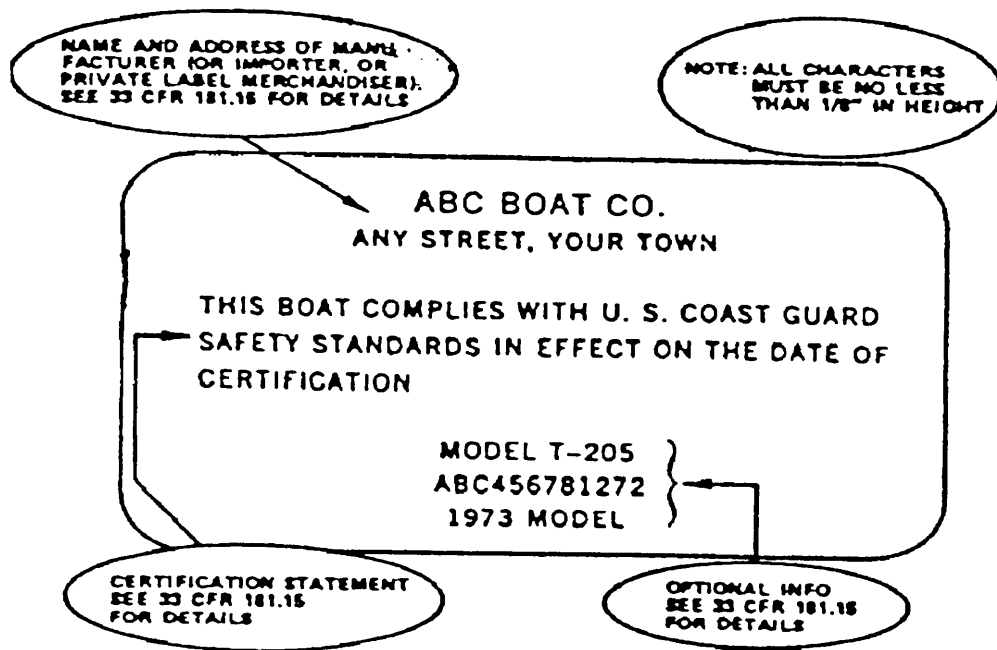 NAME AND ADDRESS OF MANU-
FACTURER (OR IMPORTER, OR
PRIVATE LABEL MERCHANDISER).
SEE 33 CFR 181.15 FOR DETAILS
NOTE: ALL CHARACTERS
MUST BE NO LESS
THAN 1/8" IN HEIGHT
ABC BOAT CO.
ANY STREET, YOUR TOWN
THIS BOAT COMPLIES WITH U. S. COAST GUARD
SAFETY STANDARDS IN EFFECT ON THE DATE OF
CERTIFICATION
MODEL T-205
ABC456781272
1973 MODEL
CERTIFICATION STATEMENT
SEE 33 CFR 181.15
FOR DETAILS
OPTIONAL INFO
SEE 33 CFR 181.15
FOR DETAILS